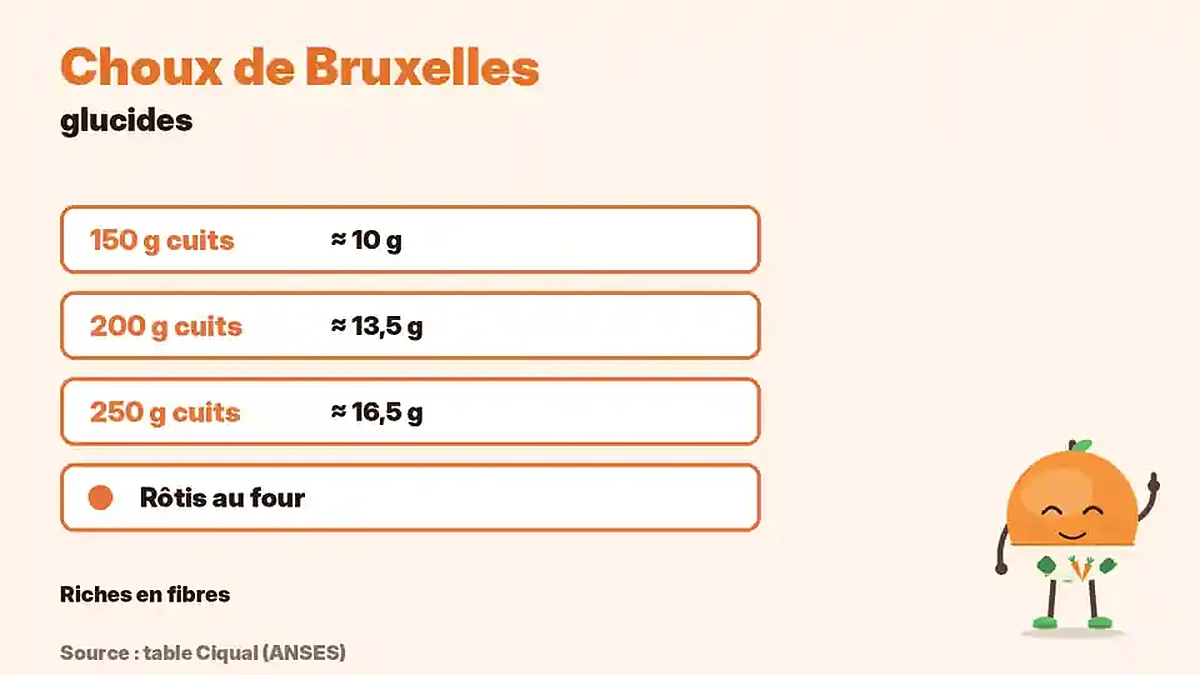 Choux de Bruxelles
glucides
150 g cuits ≈ 10 g
200 g cuits ≈ 13,5 g
250 g cuits ≈ 16,5 g
Rôtis au four
Riches en fibres
Source : table Ciqual (ANSES)